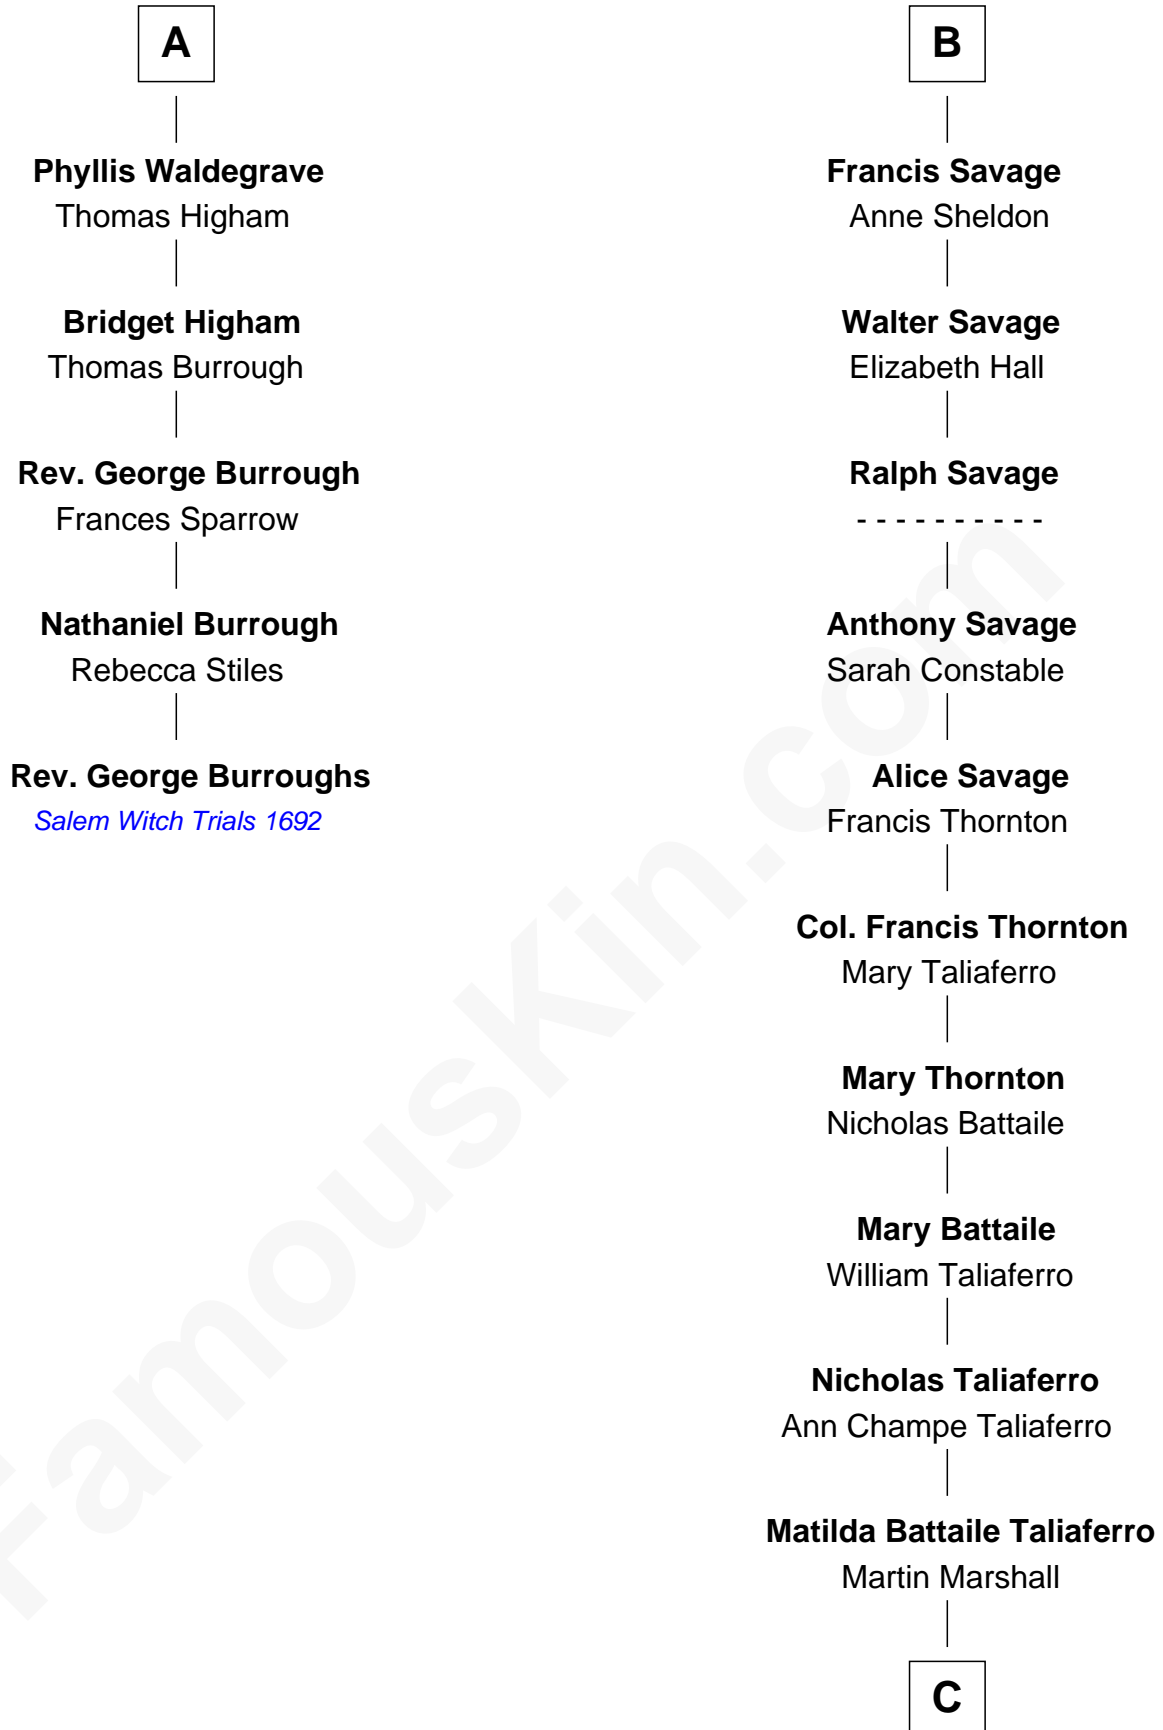 A
Phyllis Waldegrave
Thomas Higham
Bridget Higham
Thomas Burrough
Rev. George Burrough
Frances Sparrow
Nathaniel Burrough
Rebecca Stiles
Rev. George Burroughs
Salem Witch Trials 1692
B
Francis Savage
Anne Sheldon
Walter Savage
Elizabeth Hall
Ralph Savage
- - - - - - - - - -
Anthony Savage
Sarah Constable
Alice Savage
Francis Thornton
Col. Francis Thornton
Mary Taliaferro
Mary Thornton
Nicholas Battaile
Mary Battaile
William Taliaferro
Nicholas Taliaferro
Ann Champe Taliaferro
Matilda Battaile Taliaferro
Martin Marshall
C
FamousKin.com